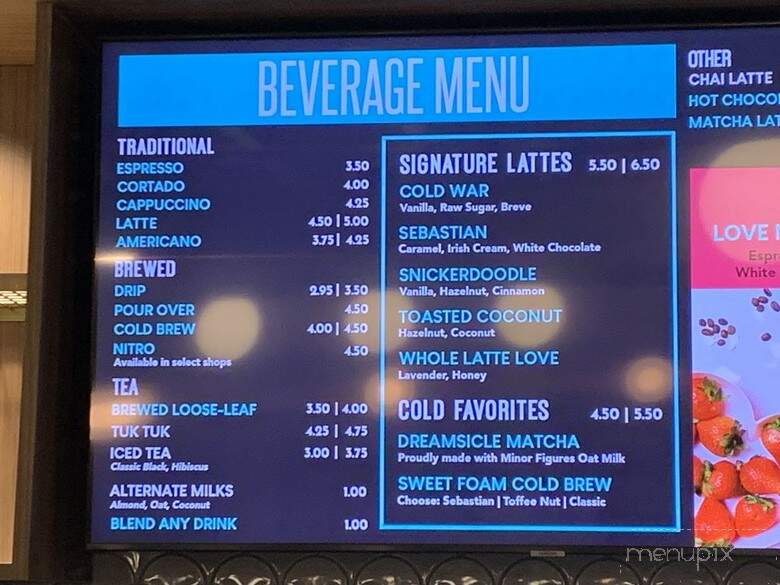 BEVERAGE MENU
TRADITIONAL
ESPRESSO 3.50
CORTADO 4.00
CAPPUCCINO 4.25
LATTE 4.50 | 5.00
AMERICANO 3.75 | 4.25
BREWED
DRIP 2.95 | 3.50
POUR OVER 4.50
COLD BREW 4.00 | 4.50
NITRO 4.50
Available in select shops
TEA
BREWED LOOSE-LEAF 3.50 | 4.00
TUK TUK 4.25 | 4.75
ICED TEA 3.00 | 3.75
Classic Black, Hibiscus
ALTERNATE MILKS 1.00
Almond, Oat, Coconut
BLEND ANY DRINK 1.00
SIGNATURE LATTES 5.50 | 6.50
COLD WAR
Vanilla, Raw Sugar, Breve
SEBASTIAN
Caramel, Irish Cream, White Chocolate
SNICKERDOODLE
Vanilla, Hazelnut, Cinnamon
TOASTED COCONUT
Hazelnut, Coconut
WHOLE LATTE LOVE
Lavender, Honey
COLD FAVORITES 4.50 | 5.50
DREAMSICLE MATCHA
Proudly made with Minor Figures Oat Milk
SWEET FOAM COLD BREW
Choose: Sebastian | Toffee Nut | Classic
OTHER
CHAI LATTE
HOT CHOCO
MATCHA LAT
LOVE
Espr
White
menupix